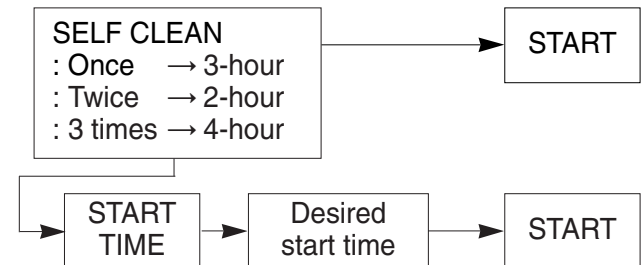 SELF CLEAN
: Once → 3-hour
: Twice → 2-hour
: 3 times → 4-hour
START
START
TIME
Desired
start time
START